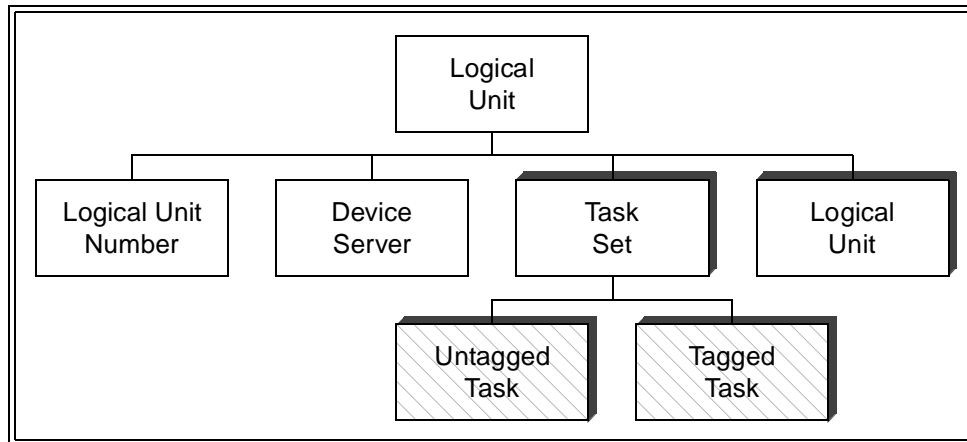 Logical
Unit
Logical Unit
Number
Device
Server
Task
Set
Logical
Unit
Untagged
Task
Tagged
Task